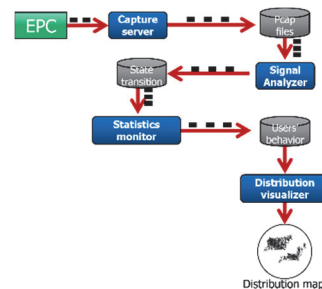 EPC
Capture
server
Pcap
files
Signal
Analyzer
State
transition
Statistics
monitor
Users'
behavior
Distribution
visualizer
Distribution map